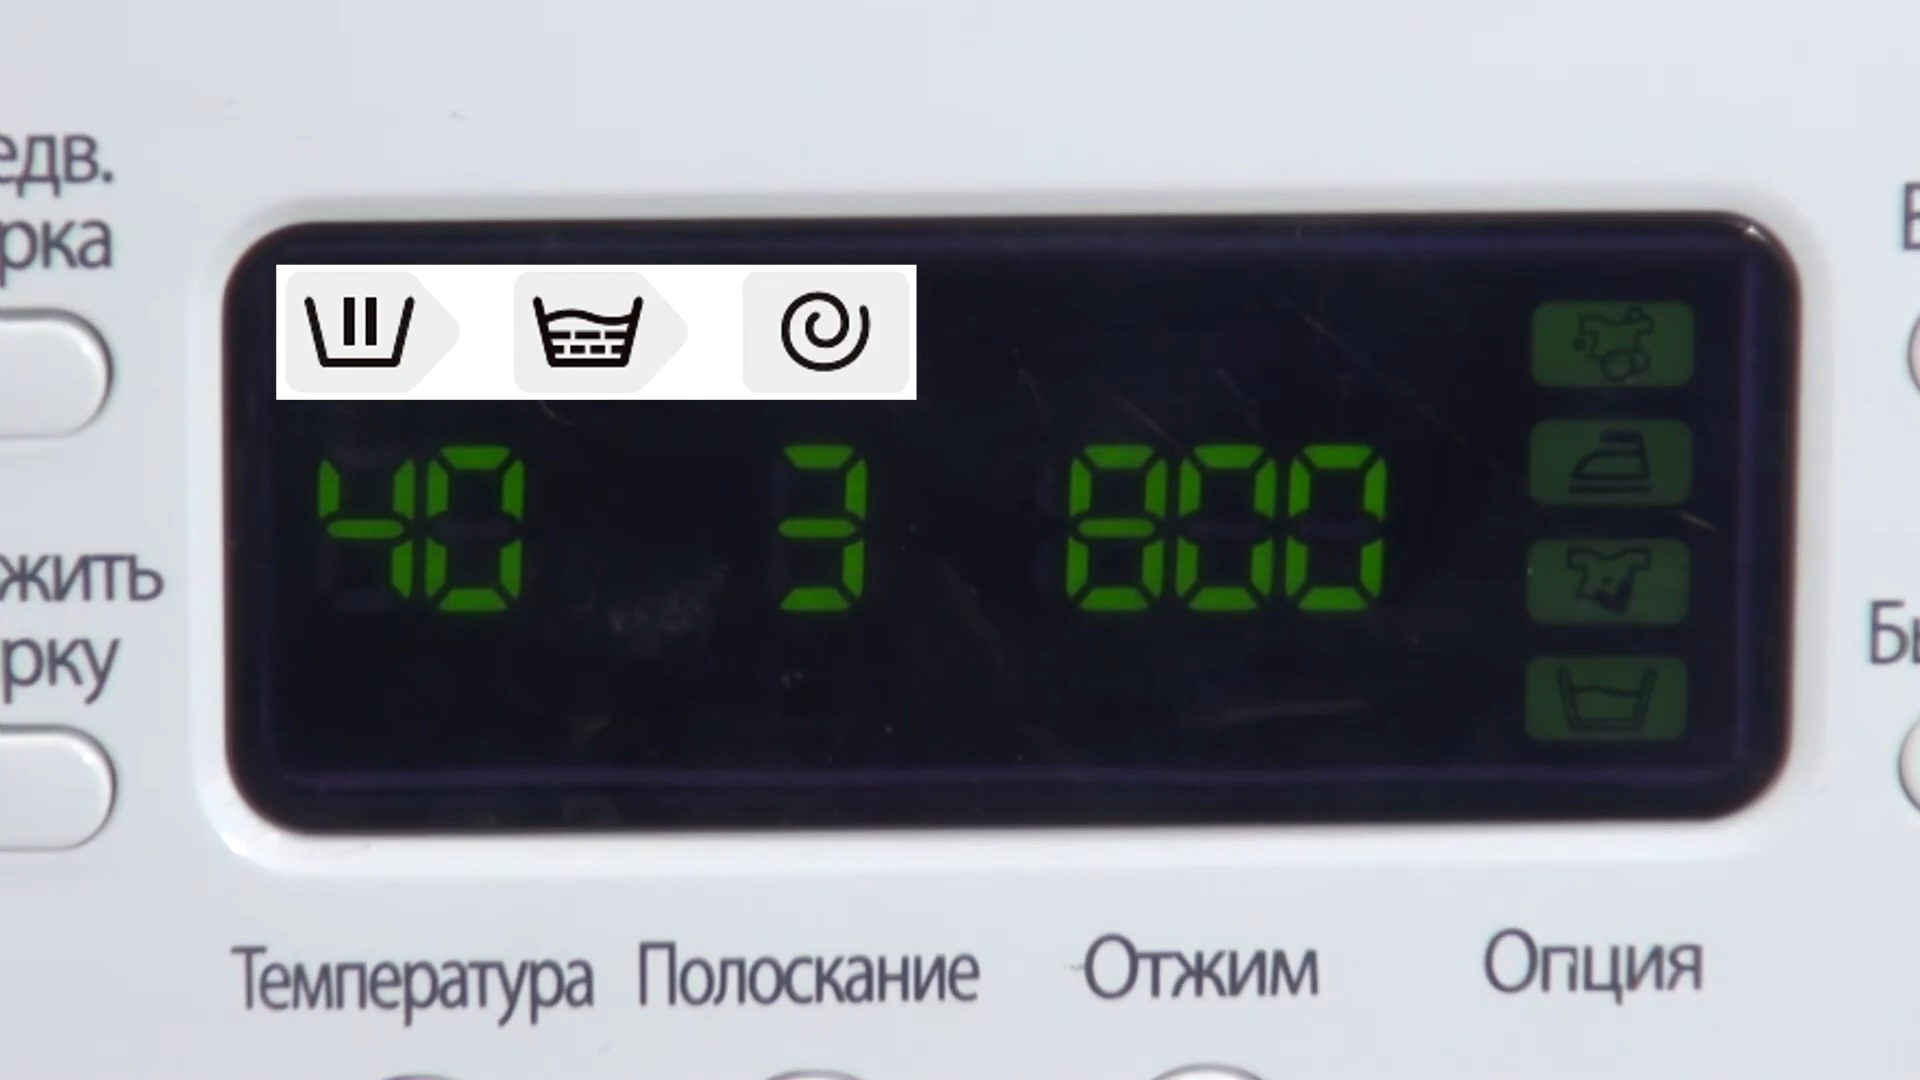 едв.
рка
жить
рку
40 3 800
Температура Полоскание Отжим Опция